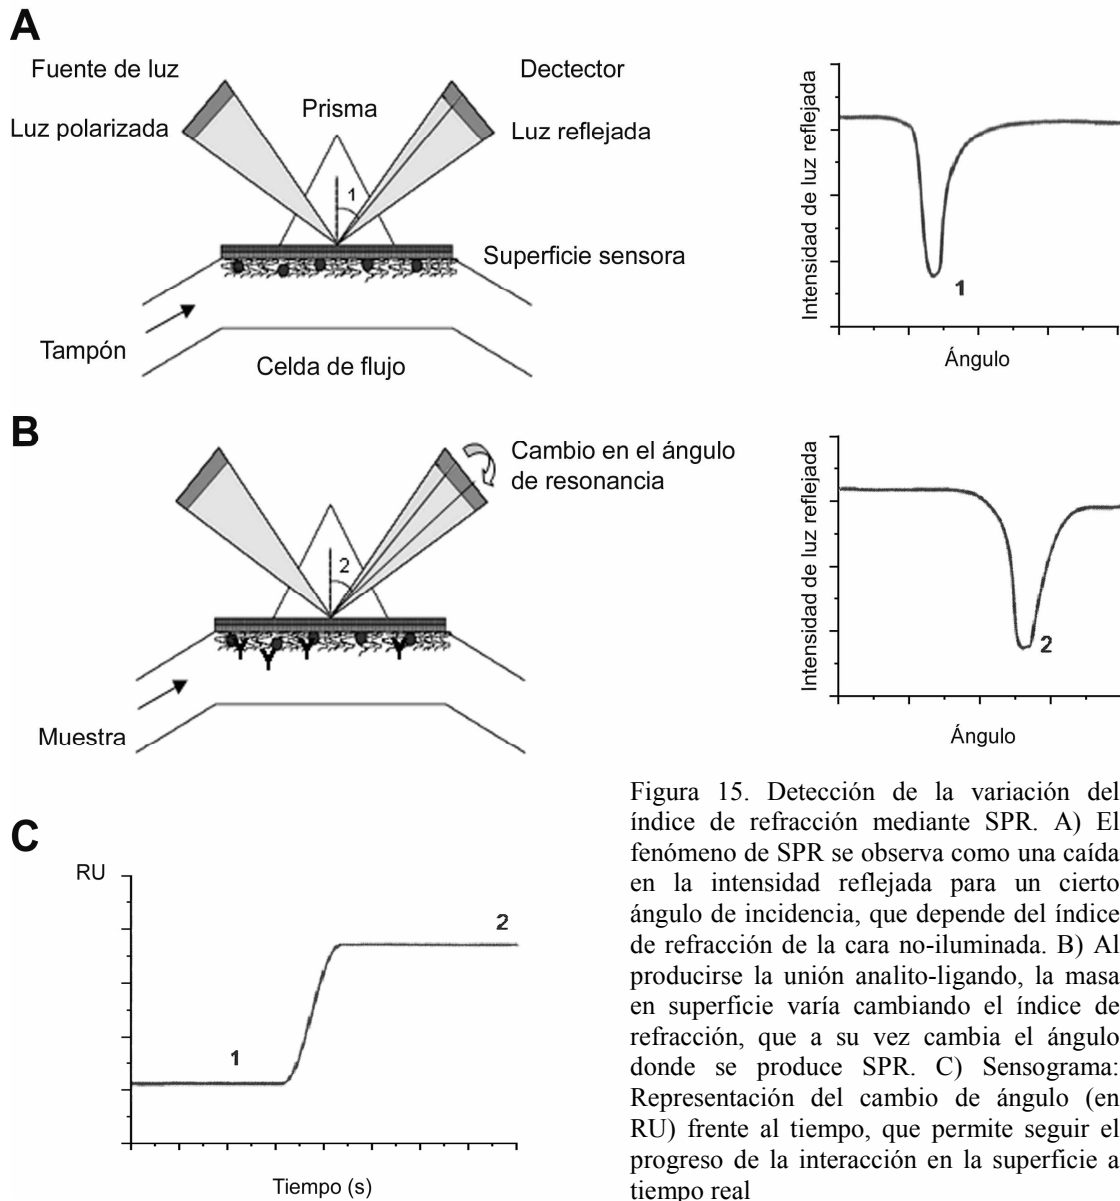 A
Fuente de luz
Dectector
Luz polarizada
Prisma
Luz reflejada
1
Superficie sensora
Tampón
Celda de flujo
Intensidad de luz reflejada
1
Ángulo
B
Cambio en el ángulo
de resonancia
2
Muestra
Intensidad de luz reflejada
2
Ángulo
C
RU
1
2
Tiempo (s)
Figura 15. Detección de la variación del
índice de refracción mediante SPR. A) El
fenómeno de SPR se observa como una caída
en la intensidad reflejada para un cierto
ángulo de incidencia, que depende del índice
de refracción de la cara no-iluminada. B) Al
producirse la unión analito-ligando, la masa
en superficie varía cambiando el índice de
refracción, que a su vez cambia el ángulo
donde se produce SPR. C) Sensograma:
Representación del cambio de ángulo (en
RU) frente al tiempo, que permite seguir el
progreso de la interacción en la superficie a
tiempo real